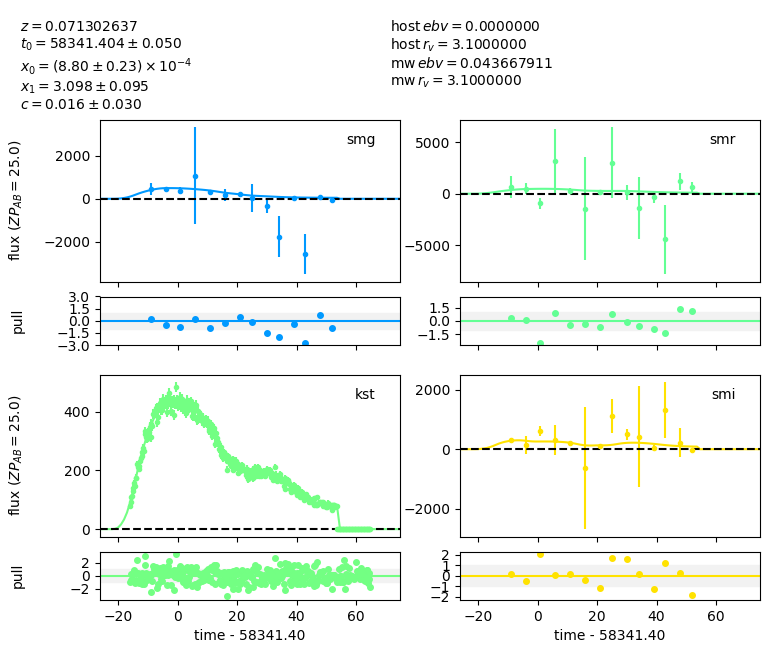 z = 0.071302637
t₀ = 58341.404 ± 0.050
x₀ = (8.80 ± 0.23) × 10⁻⁴
x₁ = 3.098 ± 0.095
c = 0.016 ± 0.030
host ebv = 0.0000000
host r_v = 3.1000000
mw ebv = 0.043667911
mw r_v = 3.1000000
smg
flux (ZP_AB = 25.0)
2000
0
−2000
smr
5000
0
−5000
pull
3.0
1.5
0.0
−1.5
−3.0
1.5
0.0
−1.5
kst
flux (ZP_AB = 25.0)
400
200
0
smi
2000
0
−2000
pull
2
0
−2
−20 0 20 40 60
time - 58341.40
2
1
0
−1
−2
−20 0 20 40 60
time - 58341.40